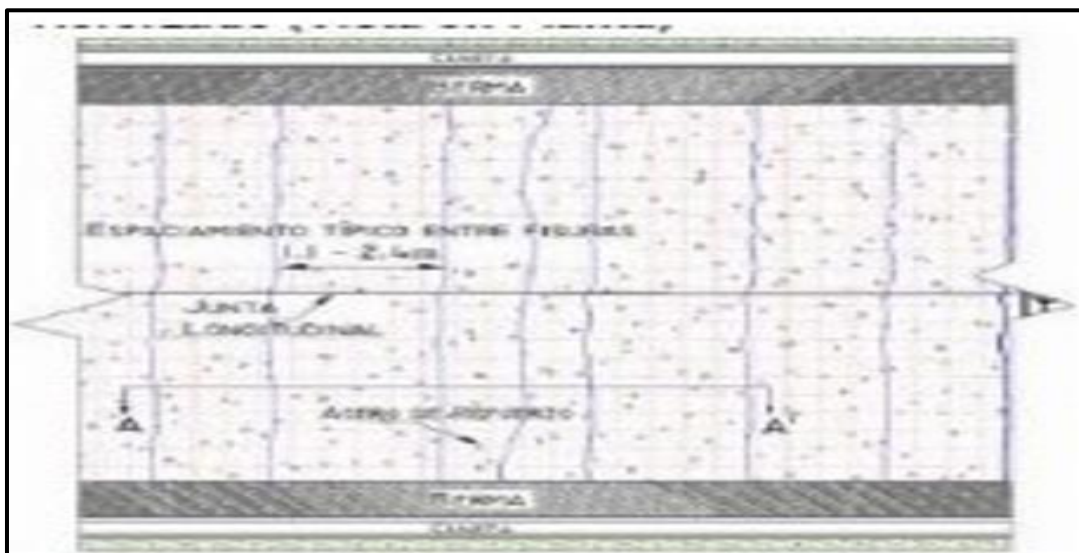 CUNETA
BERMA
ESPACIAMIENTO TÍPICO ENTRE FISURAS
1.1 - 2.4m
JUNTA
LONGITUDINAL
ACERO DE REFUERZO
A
A'
BERMA
CUNETA